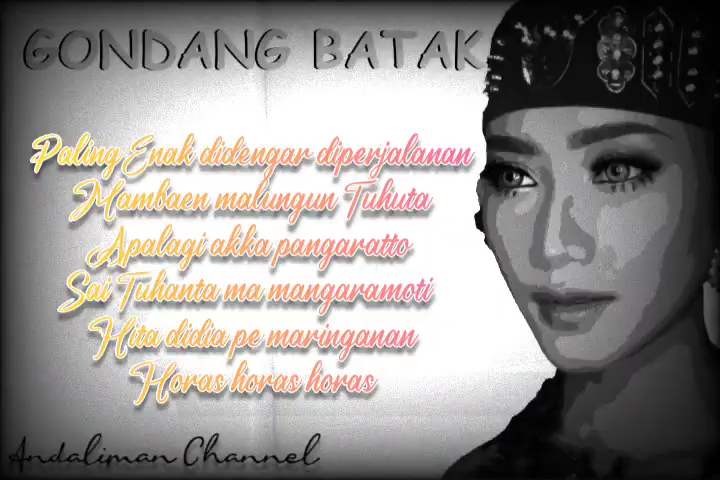 GONDANG BATAK
Paling Enak didengar diperjalanan
Mambaen malungun Tuhuta
Apalagi akka pangaratto
Sai Tuhanta ma mangaramoti
Hita didia pe maringanan
Horas horas horas
Andaliman Channel